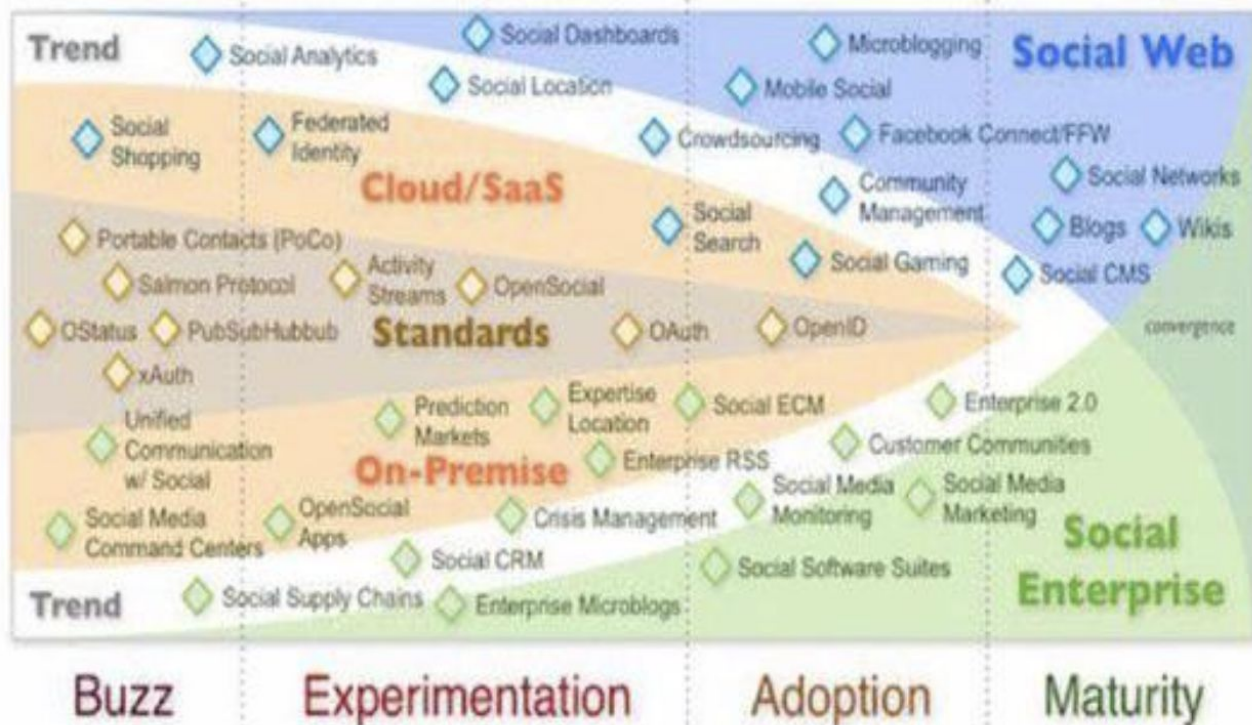 Trend
Social Analytics
Social Dashboards
Social Location
Microblogging
Mobile Social
Social Web
Social
Shopping
Federated
Identity
Crowdsourcing
Facebook Connect/FFW
Cloud/SaaS
Community
Management
Social Networks
Social
Search
Blogs
Wikis
Portable Contacts (PoCo)
Activity
Streams
Social Gaming
Social CMS
Salmon Protocol
OpenSocial
OStatus
PubSubHubbub
Standards
OAuth
OpenID
convergence
xAuth
Unified
Communication
w/ Social
Prediction
Markets
Expertise
Location
Social ECM
Enterprise 2.0
On-Premise
Enterprise RSS
Customer Communities
Social Media
Command Centers
OpenSocial
Apps
Crisis Management
Social Media
Monitoring
Social Media
Marketing
Social CRM
Social Software Suites
Social
Enterprise
Trend
Social Supply Chains
Enterprise Microblogs
Buzz
Experimentation
Adoption
Maturity